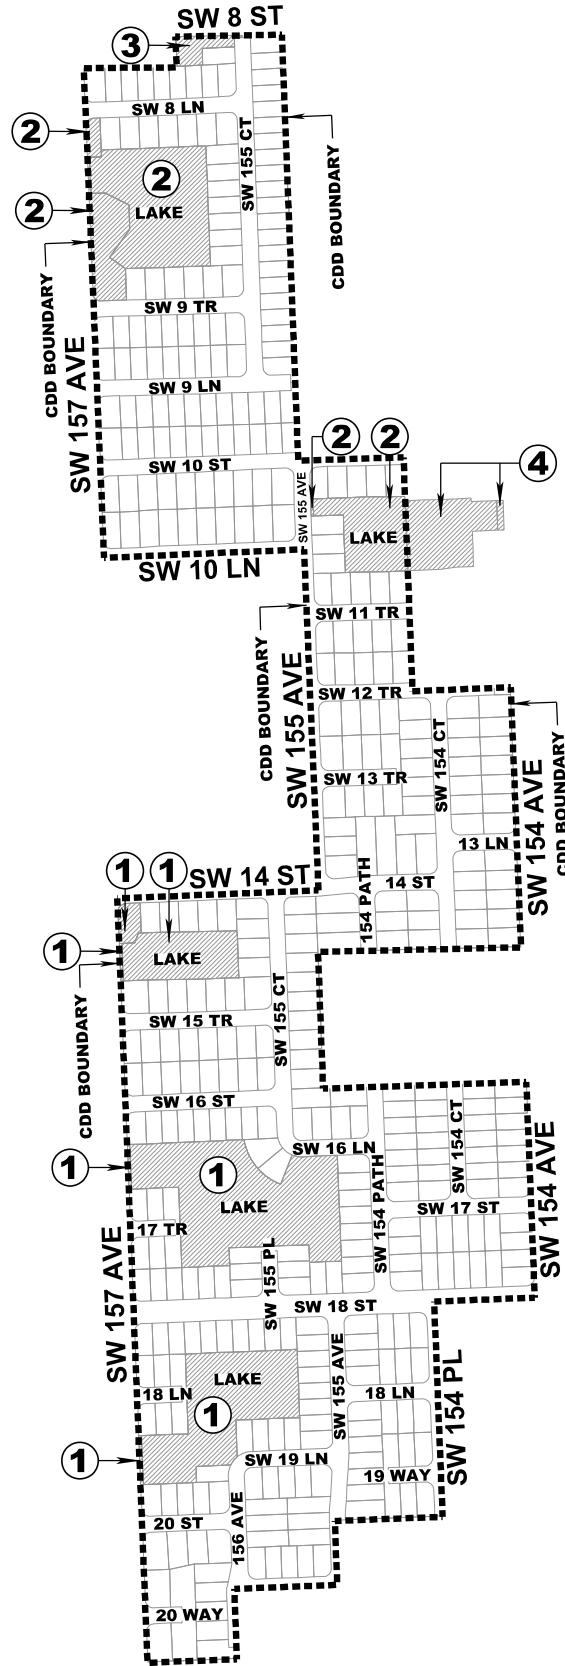 SW 8 ST
3
SW 8 LN
2
SW 155 CT
2
LAKE
2
CDD BOUNDARY
CDD BOUNDARY
SW 9 TR
SW 157 AVE
SW 9 LN
SW 10 ST
2
2
4
SW 155 AVE
LAKE
SW 10 LN
SW 11 TR
CDD BOUNDARY
SW 155 AVE
SW 12 TR
SW 154 CT
SW 13 TR
SW 154 AVE
CDD BOUNDARY
13 LN
1
1
SW 14 ST
154 PATH
14 ST
1
LAKE
CDD BOUNDARY
SW 155 CT
SW 15 TR
SW 16 ST
SW 154 CT
SW 154 AVE
SW 16 LN
1
1
LAKE
SW 154 PATH
SW 17 ST
17 TR
SW 157 AVE
SW 155 PL
SW 18 ST
LAKE
SW 155 AVE
18 LN
18 LN
SW 154 PL
1
1
SW 19 LN
19 WAY
20 ST
156 AVE
20 WAY